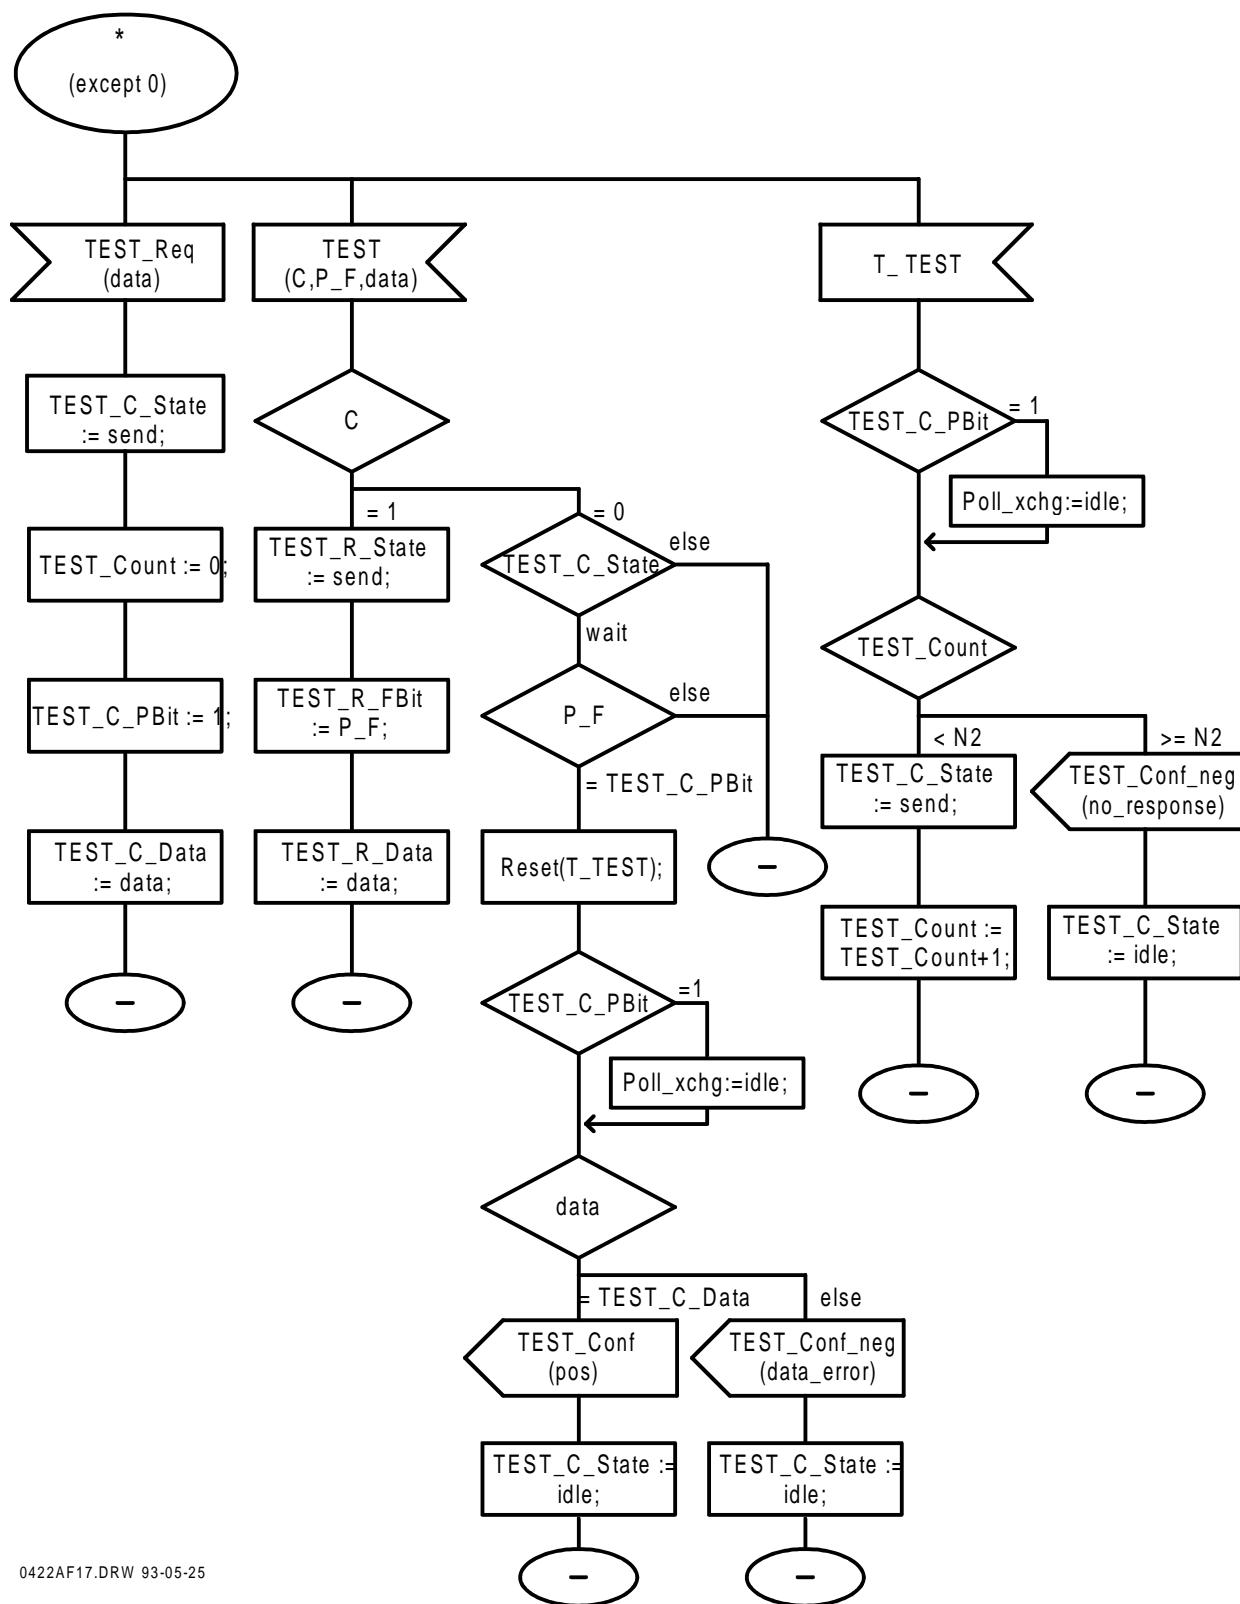 *
(except 0)
TEST_Req
(data)
TEST
(C,P_F,data)
T_ TEST
TEST_C_State
:= send;
C
TEST_C_PBit
= 1
Poll_xchg:=idle;
= 1
= 0
TEST_Count := 0;
TEST_R_State
:= send;
TEST_C_State
else
wait
TEST_Count
TEST_C_PBit := 1;
TEST_R_FBit
:= P_F;
P_F
else
< N2
>= N2
= TEST_C_PBit
TEST_C_State
:= send;
TEST_Conf_neg
(no_response)
TEST_C_Data
:= data;
TEST_R_Data
:= data;
Reset(T_TEST);
–
TEST_Count :=
TEST_Count+1;
TEST_C_State
:= idle;
–
–
TEST_C_PBit
=1
Poll_xchg:=idle;
–
–
data
= TEST_C_Data
else
TEST_Conf
(pos)
TEST_Conf_neg
(data_error)
TEST_C_State :=
idle;
TEST_C_State :=
idle;
–
–
0422AF17.DRW 93-05-25